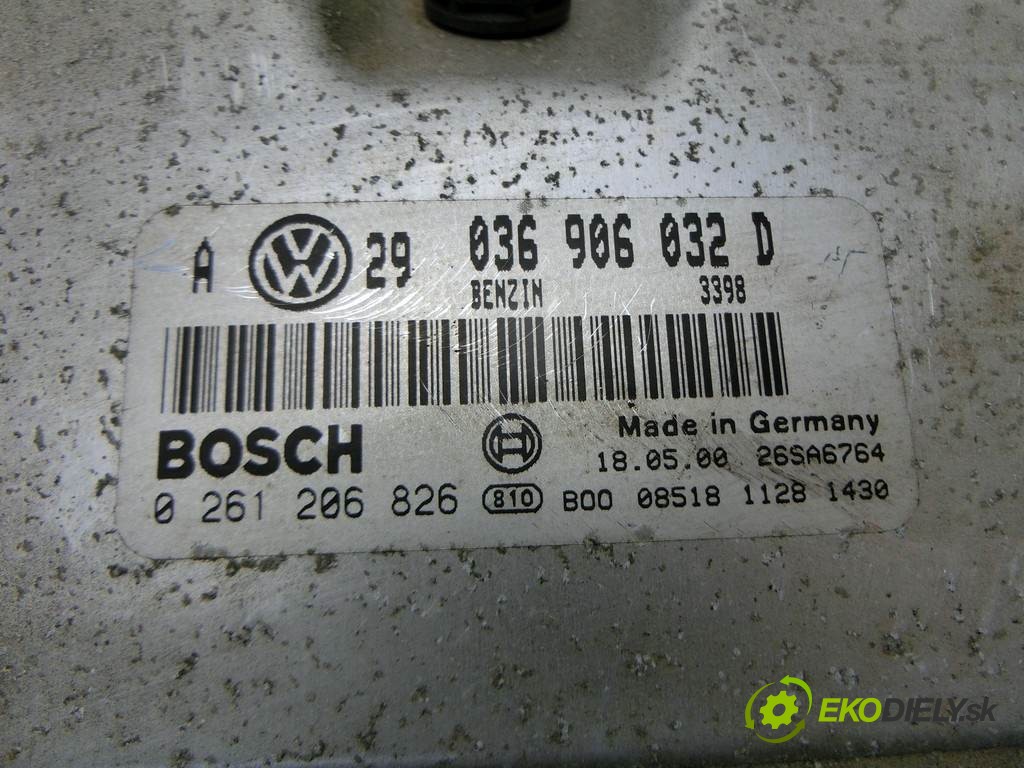 A VW 29 036 906 032 D
BENZIN 3398
BOSCH Made in Germany
18.05.00 26SA6764
0 261 206 826 810 B00 08518 1128 1430
EKODIELY.sk